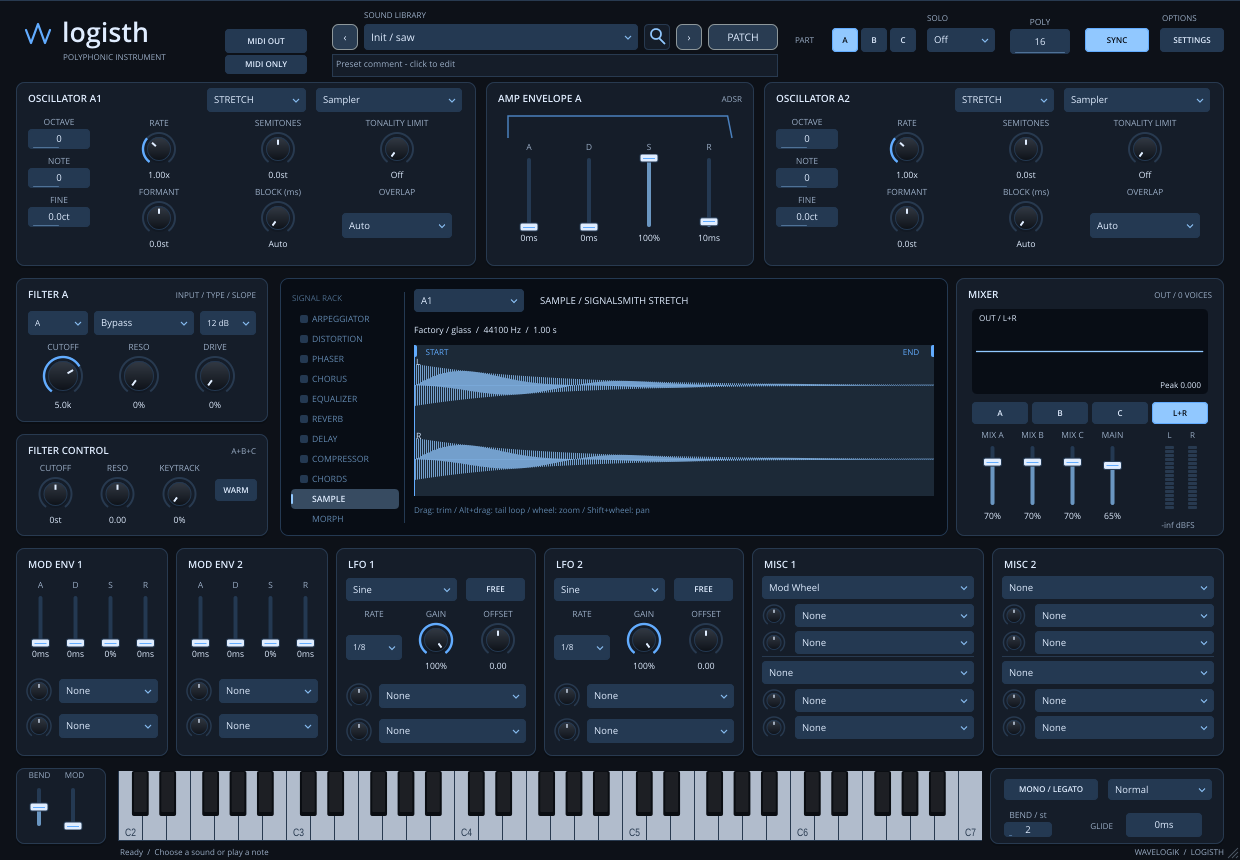 logisth
POLYPHONIC INSTRUMENT
MIDI OUT
MIDI ONLY
SOUND LIBRARY
‹ Init / saw › PATCH
Preset comment - click to edit
PART A B C
SOLO
Off
POLY
16
SYNC
OPTIONS
SETTINGS
OSCILLATOR A1 STRETCH Sampler
OCTAVE RATE SEMITONES TONALITY LIMIT
0
NOTE 1.00x 0.0st Off
0 FORMANT BLOCK (ms) OVERLAP
FINE
0.0ct Auto
0.0st Auto
AMP ENVELOPE A ADSR
A D S R
0ms 0ms 100% 10ms
OSCILLATOR A2 STRETCH Sampler
OCTAVE RATE SEMITONES TONALITY LIMIT
0
NOTE 1.00x 0.0st Off
0 FORMANT BLOCK (ms) OVERLAP
FINE
0.0ct Auto
0.0st Auto
FILTER A INPUT / TYPE / SLOPE
A Bypass 12 dB
CUTOFF RESO DRIVE
5.0k 0% 0%
FILTER CONTROL A+B+C
CUTOFF RESO KEYTRACK
WARM
0st 0.00 0%
SIGNAL RACK
ARPEGGIATOR
DISTORTION
PHASER
CHORUS
EQUALIZER
REVERB
DELAY
COMPRESSOR
CHORDS
SAMPLE
MORPH
A1 SAMPLE / SIGNALSMITH STRETCH
Factory / glass / 44100 Hz / 1.00 s
START END
L
R
Drag: trim / Alt+drag: tail loop / wheel: zoom / Shift+wheel: pan
MIXER OUT / 0 VOICES
OUT / L+R
Peak 0.000
A B C L+R
MIX A MIX B MIX C MAIN L R
70% 70% 70% 65%
-inf dBFS
MOD ENV 1
A D S R
0ms 0ms 0% 0ms
None
None
MOD ENV 2
A D S R
0ms 0ms 0% 0ms
None
None
LFO 1
Sine FREE
RATE GAIN OFFSET
1/8
100% 0.00
None
None
LFO 2
Sine FREE
RATE GAIN OFFSET
1/8
100% 0.00
None
None
MISC 1
Mod Wheel
None
None
None
None
None
MISC 2
None
None
None
None
None
None
BEND MOD
C2 C3 C4 C5 C6 C7
Ready / Choose a sound or play a note
MONO / LEGATO Normal
BEND / st
2 GLIDE 0ms
WAVELOGIK / LOGISTH